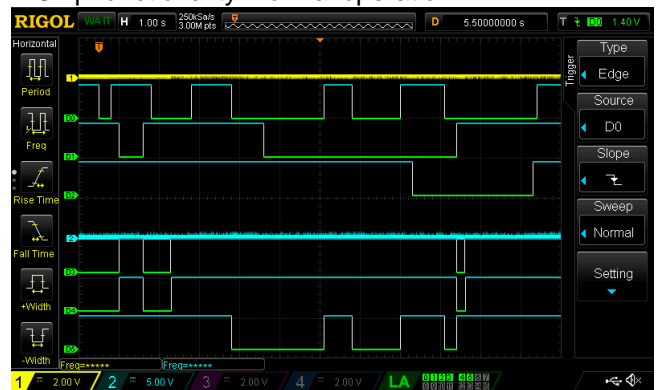 RIGOL WAIT H 1.00 s 250kSa/s 3.00M pts D 5.50000000 s T D0 1.40 V
Horizontal
Period
Freq
Rise Time
Fall Time
+Width
-Width
1
D0
D1
D2
2
D3
D4
D5
Trigger
Type
Edge
Source
D0
Slope
Sweep
Normal
Setting
Freq=***** Freq=*****
1 = 2.00 V 2 = 5.00 V 3 = 2.00 V 4 = 2.00 V LA